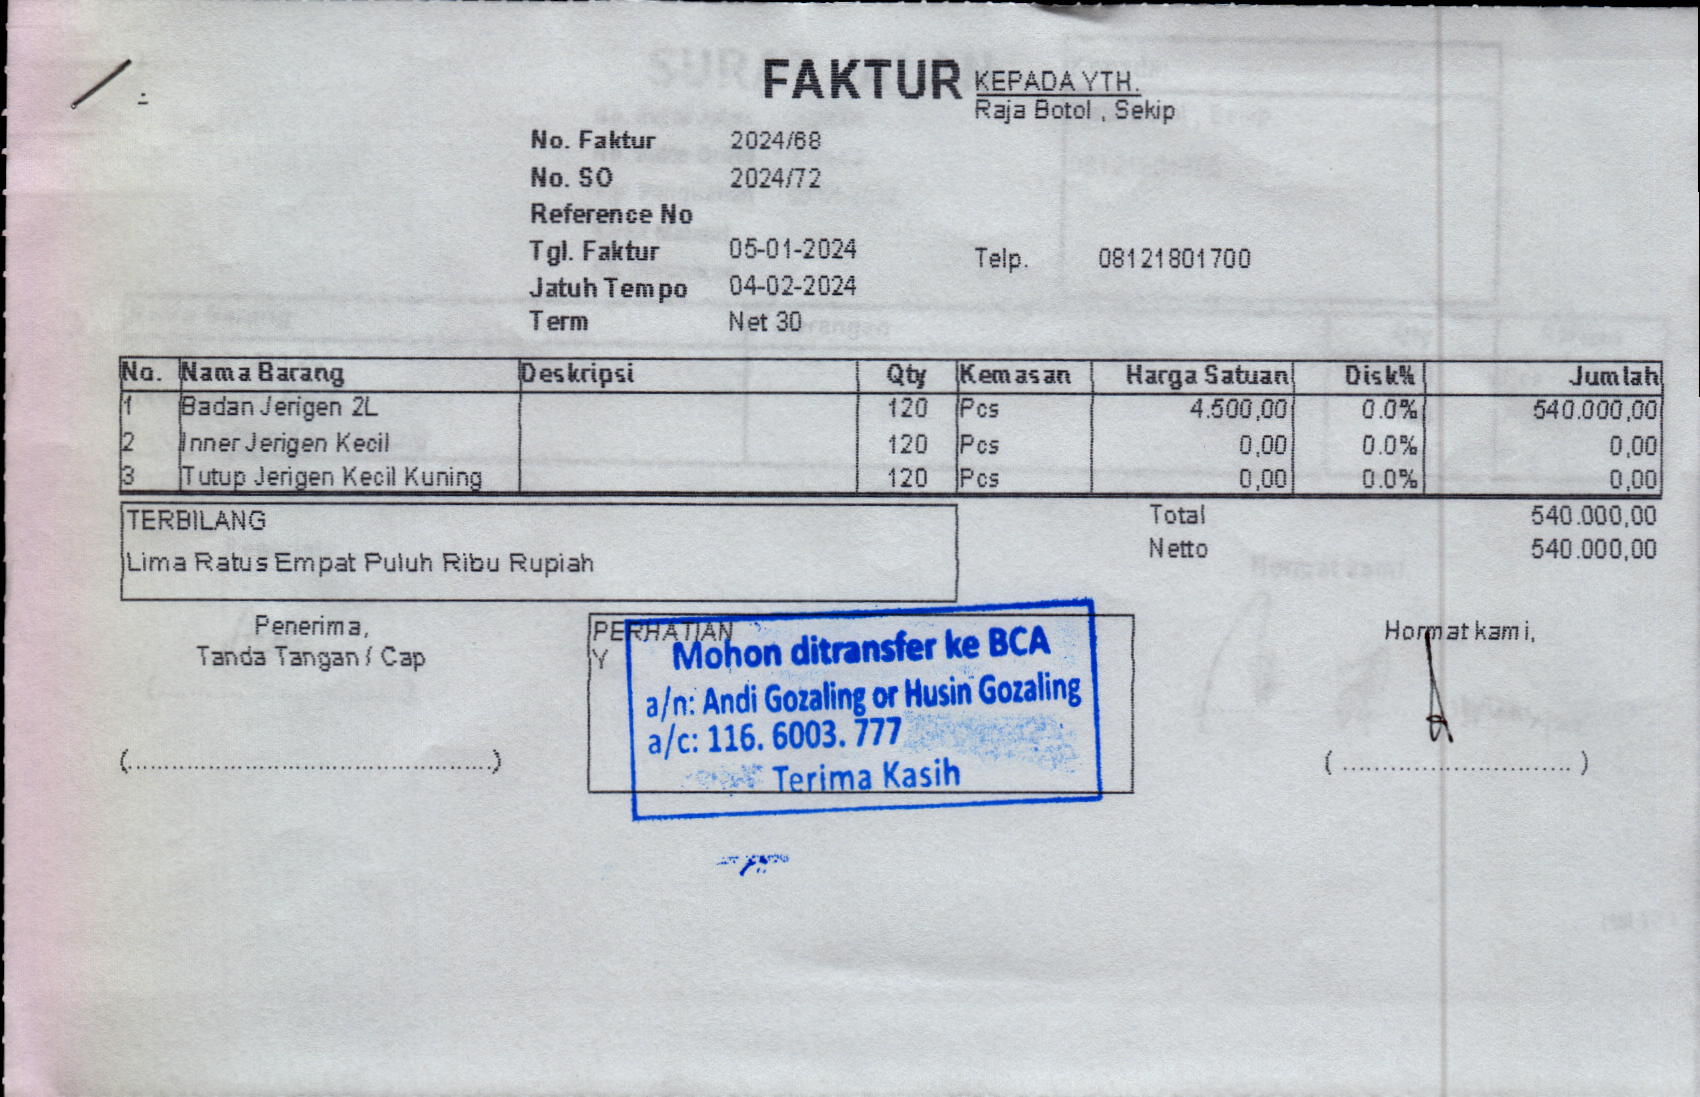 FAKTUR
KEPADA YTH.
Raja Botol , Sekip
No. Faktur 2024/68
No. SO 2024/72
Reference No
Tgl. Faktur 05-01-2024
Telp. 08121801700
Jatuh Tempo 04-02-2024
Term Net 30
No. Nama Barang Deskripsi Qty Kemasan Harga Satuan Disk% Jumlah
1 Badan Jerigen 2L 120 Pcs 4.500,00 0.0% 540.000,00
2 Inner Jerigen Kecil 120 Pcs 0,00 0.0% 0,00
3 Tutup Jerigen Kecil Kuning 120 Pcs 0,00 0.0% 0,00
TERBILANG
Lima Ratus Empat Puluh Ribu Rupiah
Total 540.000,00
Netto 540.000,00
Penerima,
Tanda Tangan / Cap
(................................................)
PERHATIAN
Y
Mohon ditransfer ke BCA
a/n: Andi Gozaling or Husin Gozaling
a/c: 116. 6003. 777
Terima Kasih
Hormat kami,
( .............................. )